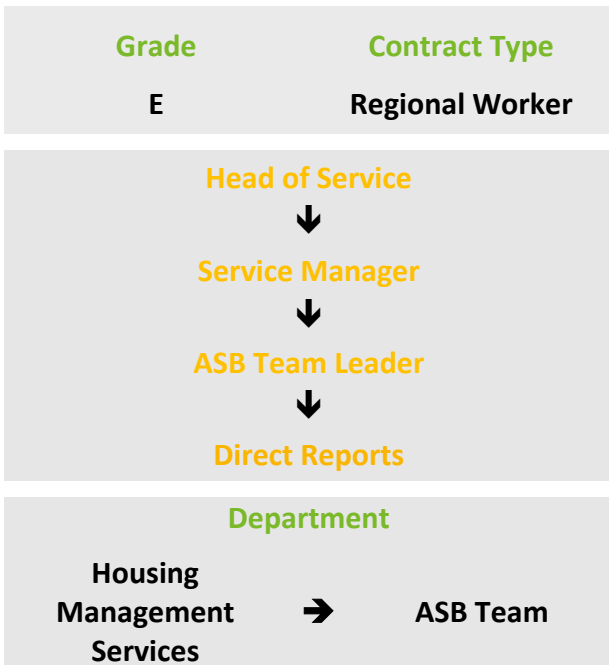 Grade Contract Type
E Regional Worker
Head of Service
↓
Service Manager
↓
ASB Team Leader
↓
Direct Reports
Department
Housing
Management → ASB Team
Services